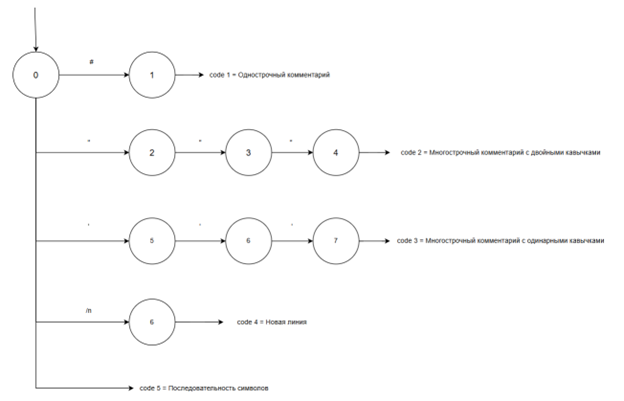 #
0
1
code 1 = Однострочный комментарий
" " "
2
3
4
code 2 = Многострочный комментарий с двойными кавычками
' ' '
5
6
7
code 3 = Многострочный комментарий с одинарными кавычками
/n
6
code 4 = Новая линия
code 5 = Последовательность символов